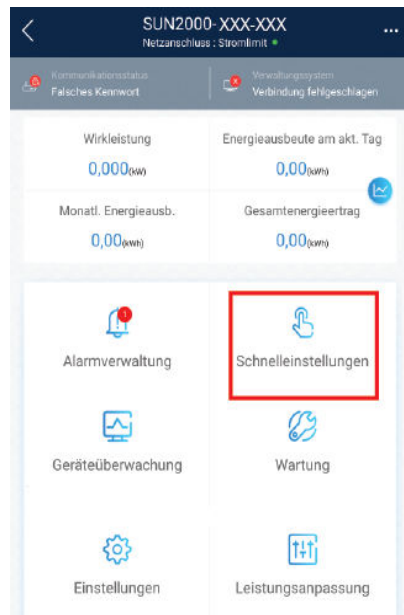 SUN2000-XXX-XXX
Netzanschluss : Stromlimit
Kommunikationsstatus
Falsches Kennwort
Verwaltungssystem
Verbindung fehlgeschlagen
Wirkleistung
Energieausbeute am akt. Tag
0,000(kW)
0,00(kWh)
Monatl. Energieausb.
Gesamtenergieertrag
0,00(kWh)
0,00(kWh)
1
Alarmverwaltung
Schnelleinstellungen
Geräteüberwachung
Wartung
Einstellungen
Leistungsanpassung